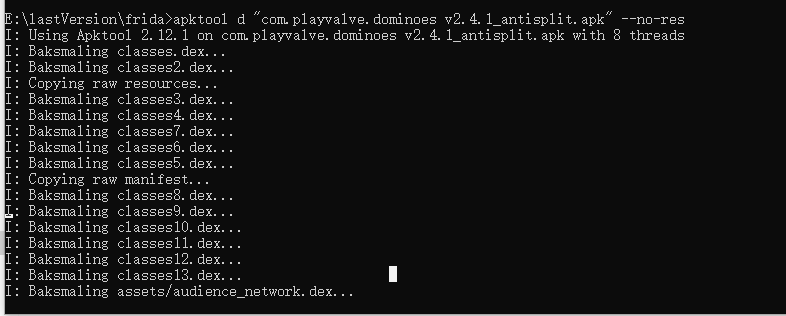 E:\lastVersion\frida>apktool d "com.playvalve.dominoes v2.4.1_antisplit.apk" --no-res
I: Using Apktool 2.12.1 on com.playvalve.dominoes v2.4.1_antisplit.apk with 8 threads
I: Baksmaling classes.dex...
I: Baksmaling classes2.dex...
I: Copying raw resources...
I: Baksmaling classes3.dex...
I: Baksmaling classes4.dex...
I: Baksmaling classes7.dex...
I: Baksmaling classes6.dex...
I: Baksmaling classes5.dex...
I: Copying raw manifest...
I: Baksmaling classes8.dex...
I: Baksmaling classes9.dex...
I: Baksmaling classes10.dex...
I: Baksmaling classes11.dex...
I: Baksmaling classes12.dex...
I: Baksmaling classes13.dex...
I: Baksmaling assets/audience_network.dex...